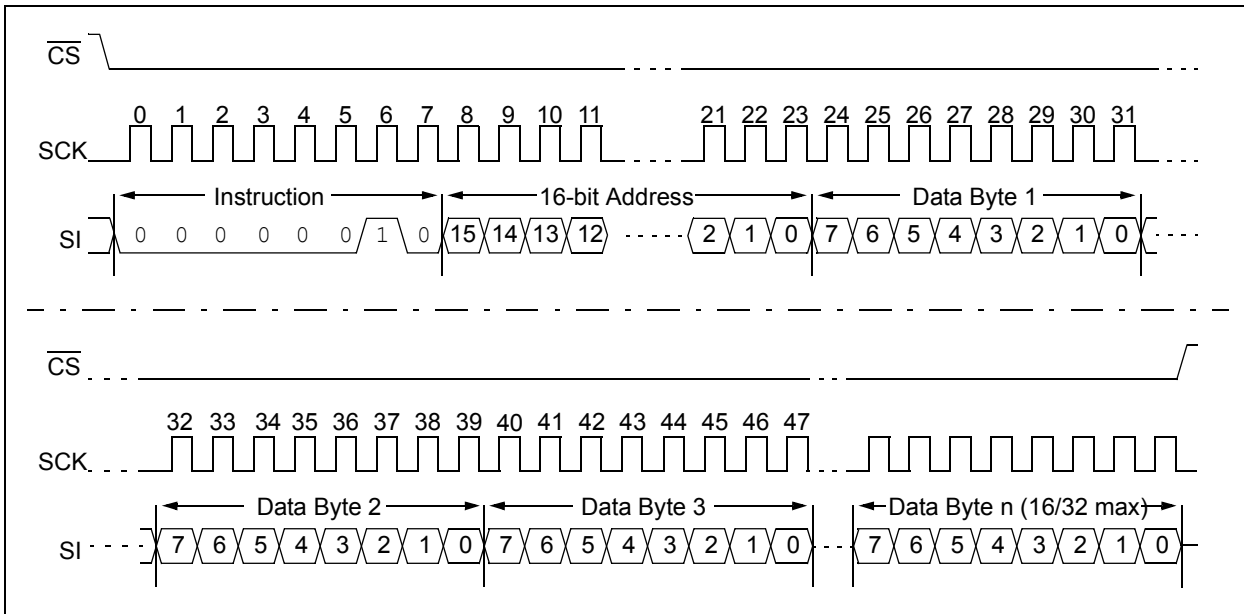 CS
0 1 2 3 4 5 6 7 8 9 10 11 21 22 23 24 25 26 27 28 29 30 31
SCK
Instruction 16-bit Address Data Byte 1
SI 0 0 0 0 0 0 1 0 15 14 13 12 2 1 0 7 6 5 4 3 2 1 0
CS
32 33 34 35 36 37 38 39 40 41 42 43 44 45 46 47
SCK
Data Byte 2 Data Byte 3 Data Byte n (16/32 max)
SI 7 6 5 4 3 2 1 0 7 6 5 4 3 2 1 0 7 6 5 4 3 2 1 0